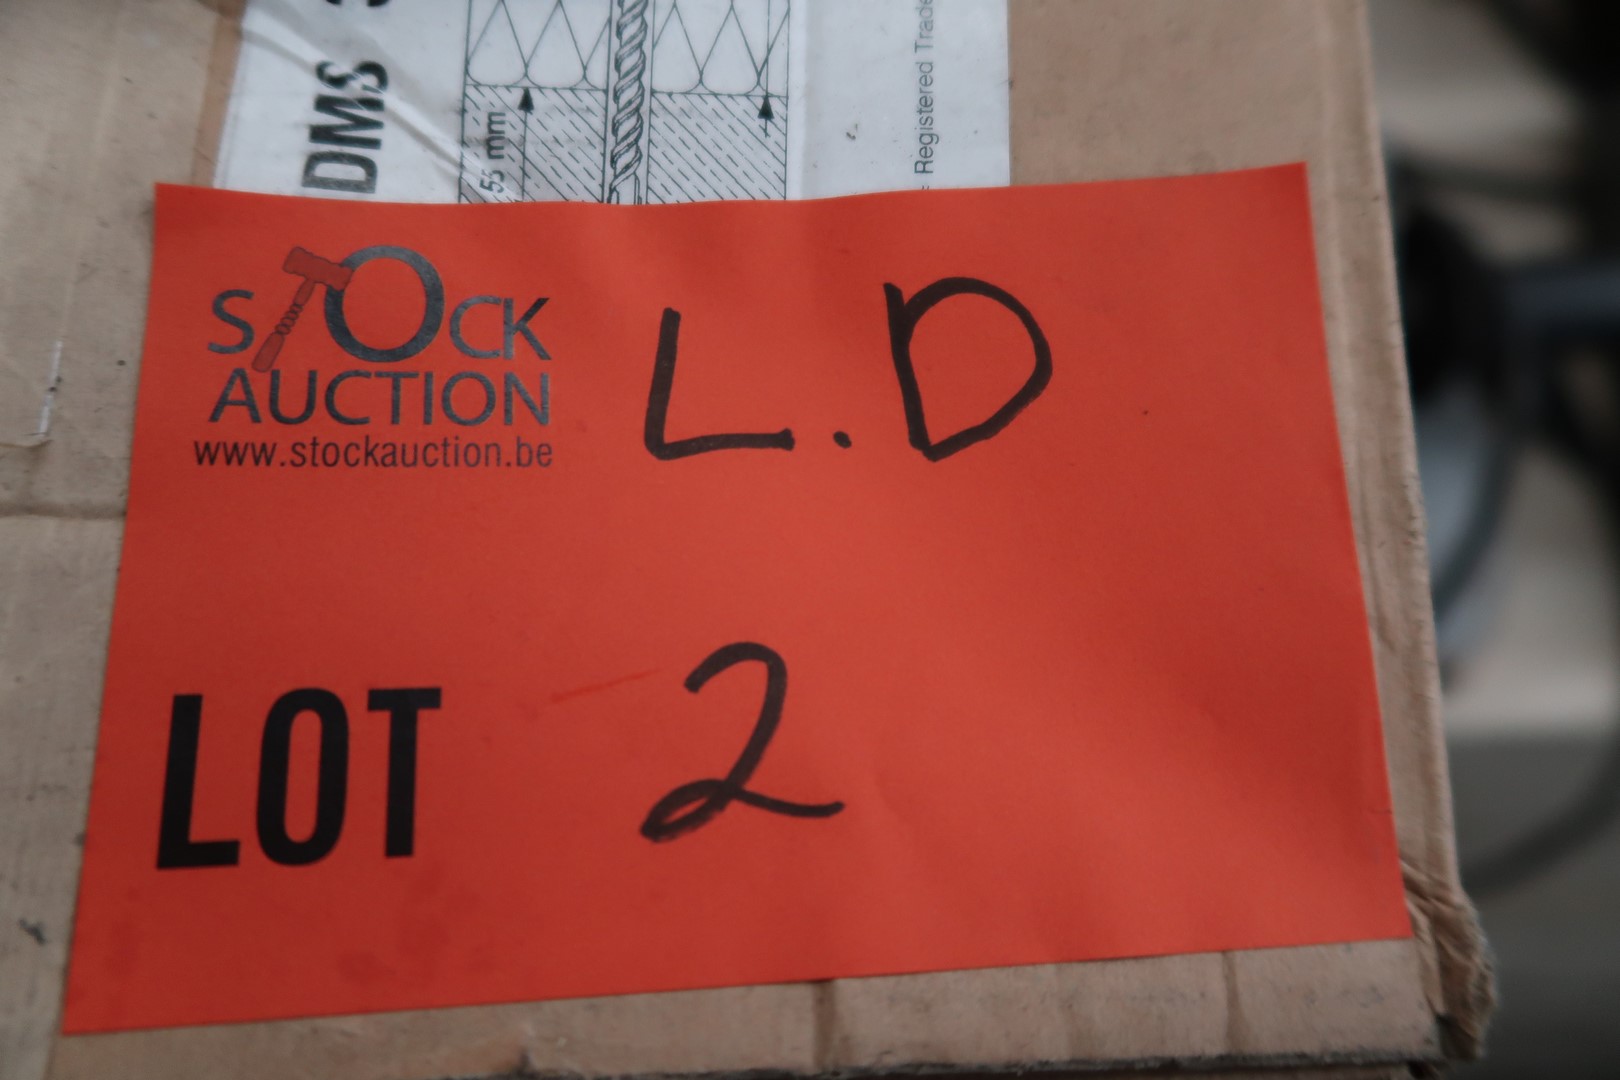 DMS
55 mm
Registered Trade
STOCK
AUCTION
www.stockauction.be
L.D
LOT 2